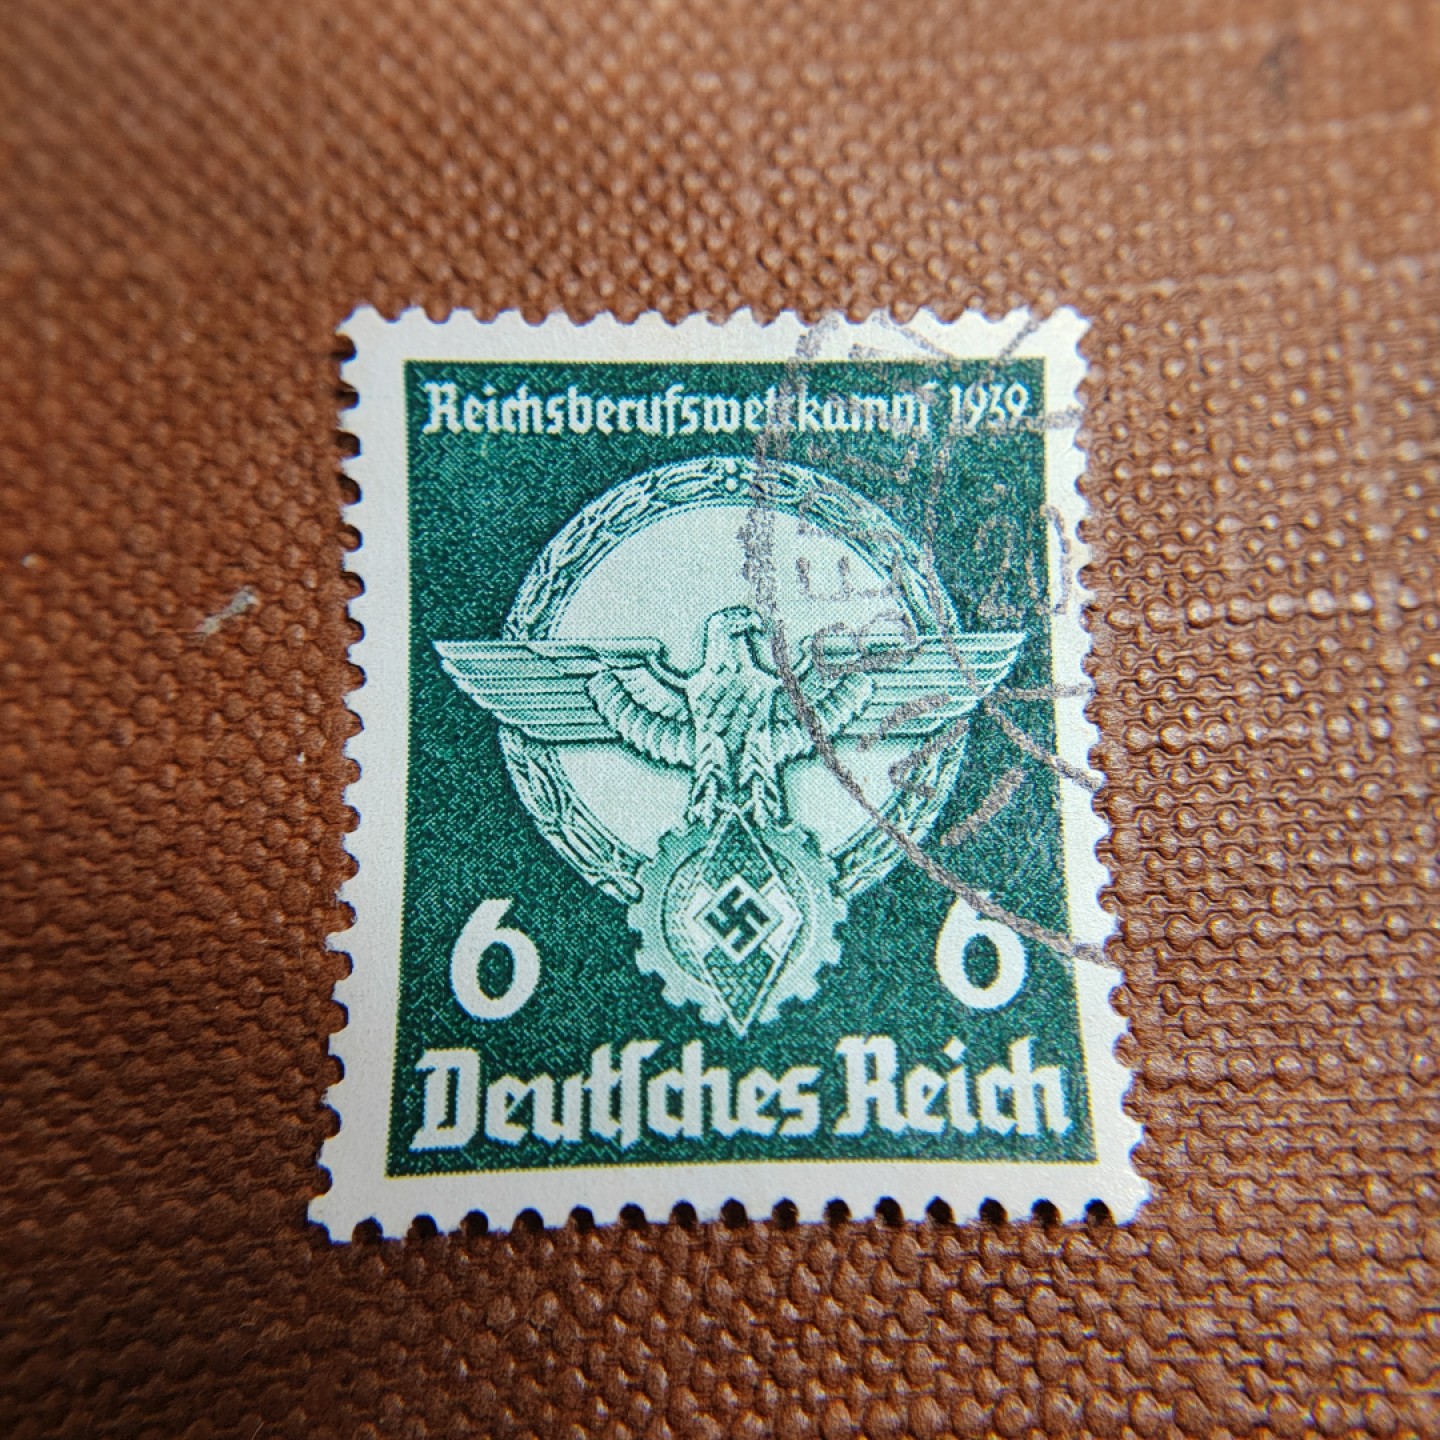 Reichsberufswettkampf 1939
6 6
Deutsches Reich